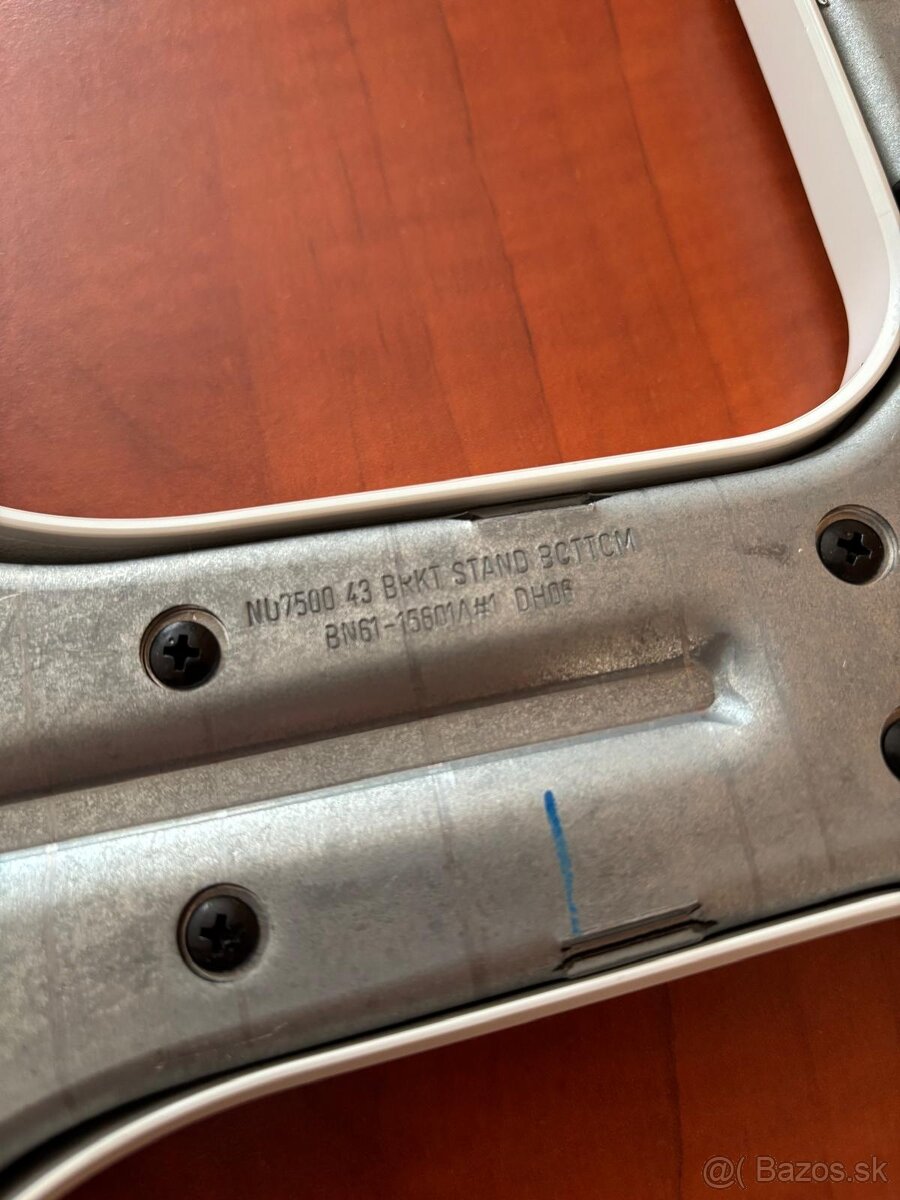 NU7500 43 BRKT STAND BOTTOM
BN61-15601A#1 DH06
@( Bazos.sk